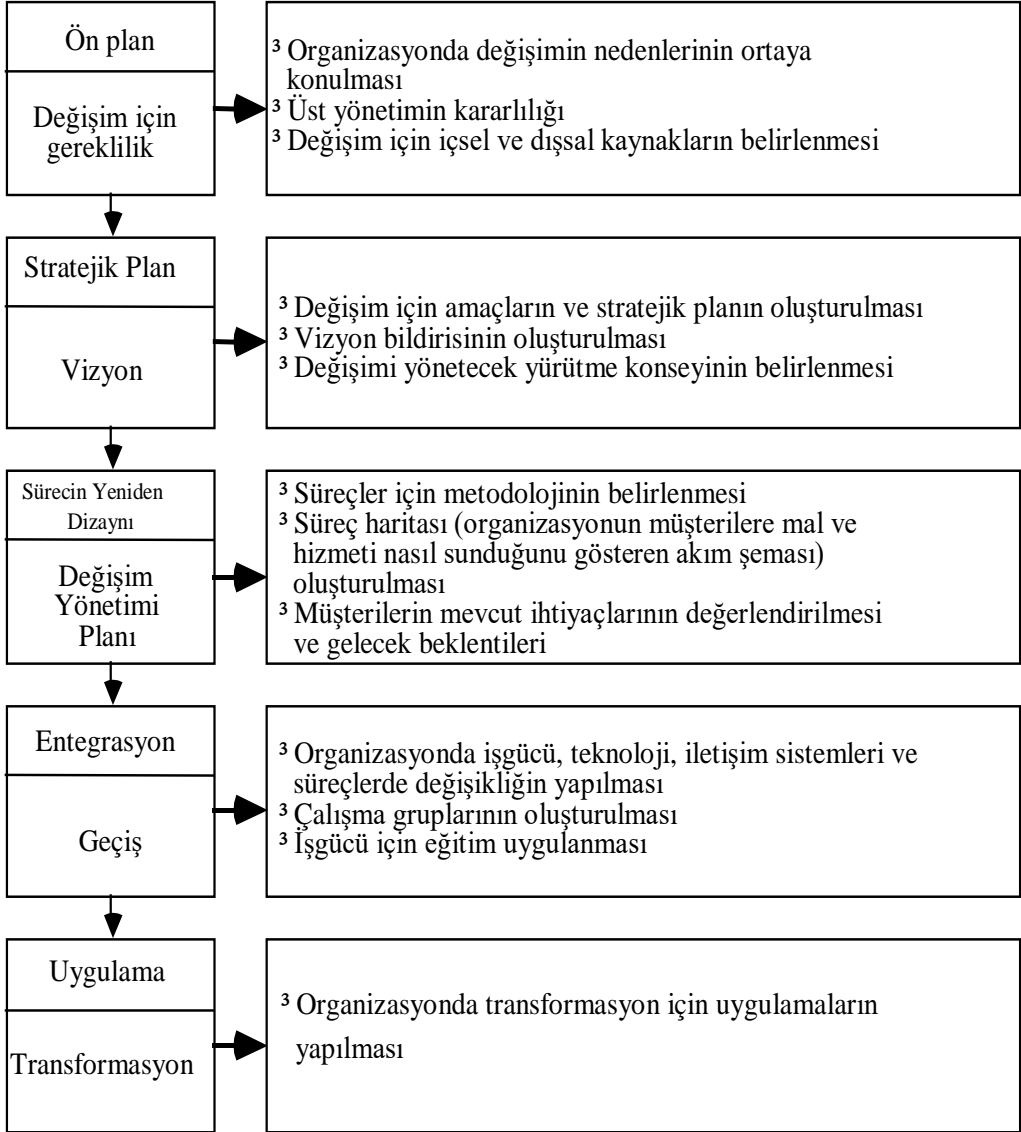 Ön plan
Değişim için
gereklilik
³ Organizasyonda değişimin nedenlerinin ortaya
konulması
³ Üst yönetimin kararlılığı
³ Değişim için içsel ve dışsal kaynakların belirlenmesi
Stratejik Plan
Vizyon
³ Değişim için amaçların ve stratejik planın oluşturulması
³ Vizyon bildirisinin oluşturulması
³ Değişimi yönetecek yürütme konseyinin belirlenmesi
Sürecin Yeniden
Dizaynı
Değişim
Yönetimi
Planı
³ Süreçler için metodolojinin belirlenmesi
³ Süreç haritası (organizasyonun müşterilere mal ve
hizmeti nasıl sunduğunu gösteren akım şeması)
oluşturulması
³ Müşterilerin mevcut ihtiyaçlarının değerlendirilmesi
ve gelecek beklentileri
Entegrasyon
Geçiş
³ Organizasyonda işgücü, teknoloji, iletişim sistemleri ve
süreçlerde değişikliğin yapılması
³ Çalışma gruplarının oluşturulması
³ İşgücü için eğitim uygulanması
Uygulama
Transformasyon
³ Organizasyonda transformasyon için uygulamaların
yapılması